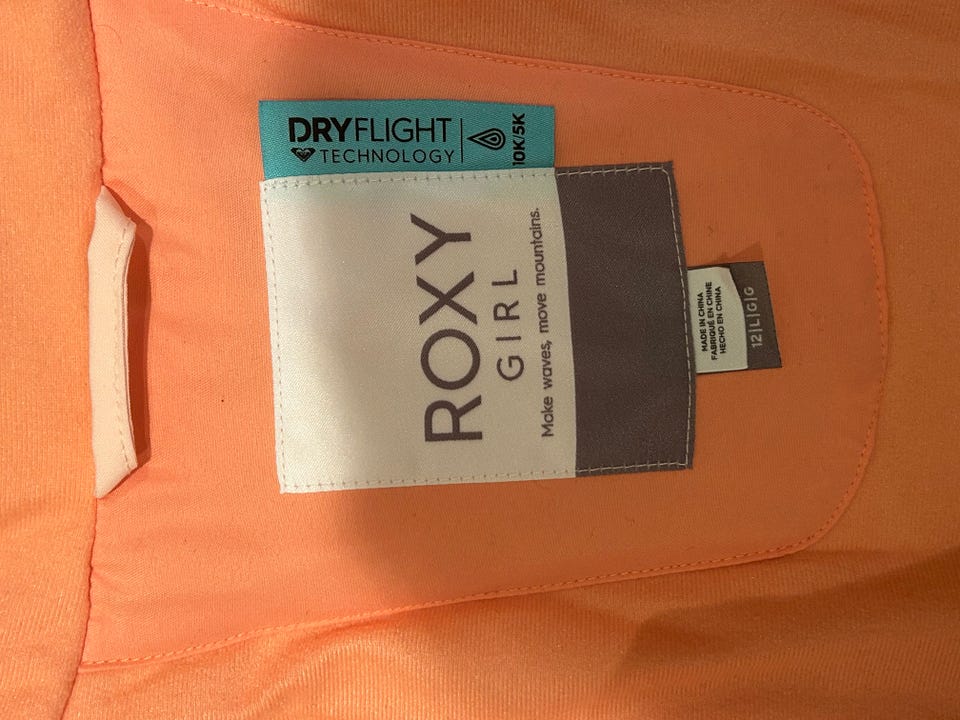 DRYFLIGHT
TECHNOLOGY
10K/5K
ROXY
GIRL
Make waves, move mountains.
MADE IN CHINA
FABRIQUÉ EN CHINE
HECHO EN CHINA
12|L|G|G